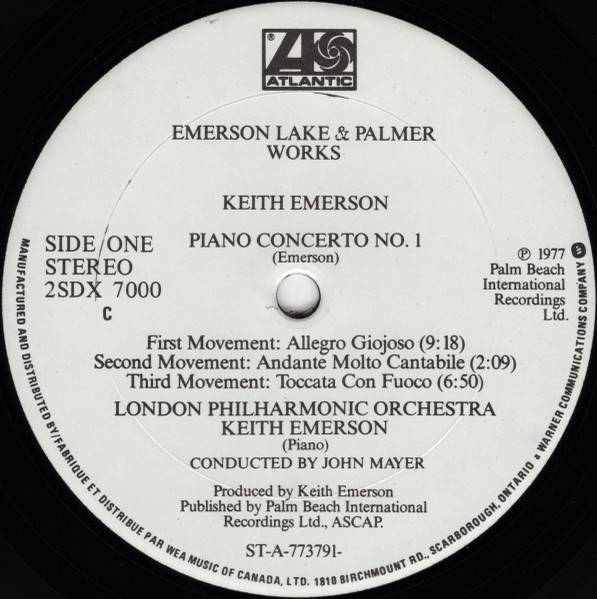 ®
ATLANTIC
EMERSON LAKE & PALMER
WORKS
KEITH EMERSON
PIANO CONCERTO NO. 1
(Emerson)
SIDE ONE
STEREO
2SDX 7000
C
℗ 1977
Palm Beach
International
Recordings
Ltd.
First Movement: Allegro Giojoso (9:18)
Second Movement: Andante Molto Cantabile (2:09)
Third Movement: Toccata Con Fuoco (6:50)
LONDON PHILHARMONIC ORCHESTRA
KEITH EMERSON
(Piano)
CONDUCTED BY JOHN MAYER
Produced by Keith Emerson
Published by Palm Beach International
Recordings Ltd., ASCAP.
ST-A-773791-
MANUFACTURED AND DISTRIBUTED BY/FABRIQUE ET DISTRIBUE PAR WEA MUSIC OF CANADA, LTD. 1810 BIRCHMOUNT RD., SCARBOROUGH, ONTARIO a WARNER COMMUNICATIONS COMPANY